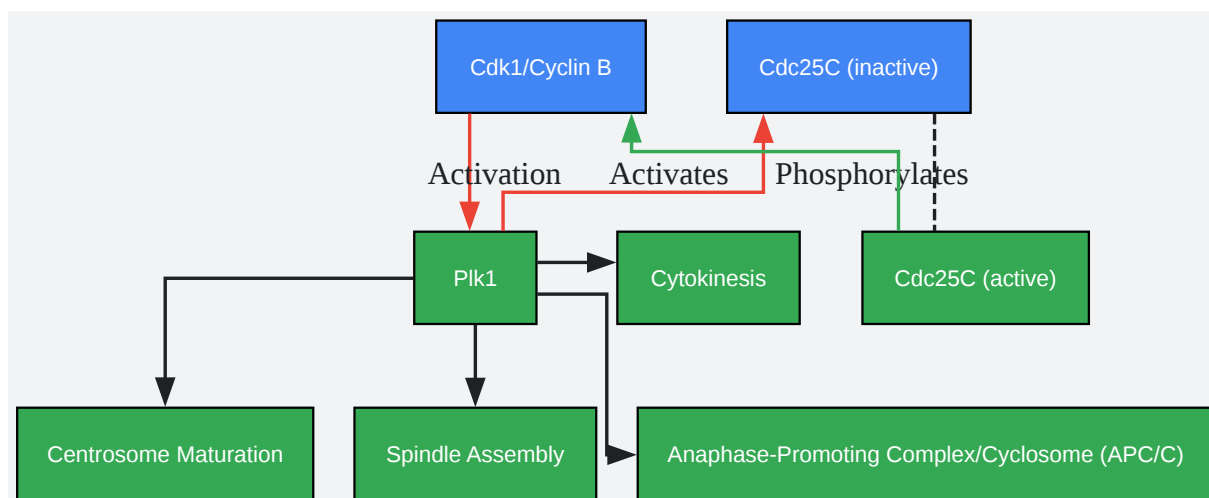 Cdk1/Cyclin B
Cdc25C (inactive)
Activation
Activates
Phosphorylates
Plk1
Cytokinesis
Cdc25C (active)
Centrosome Maturation
Spindle Assembly
Anaphase-Promoting Complex/Cyclosome (APC/C)